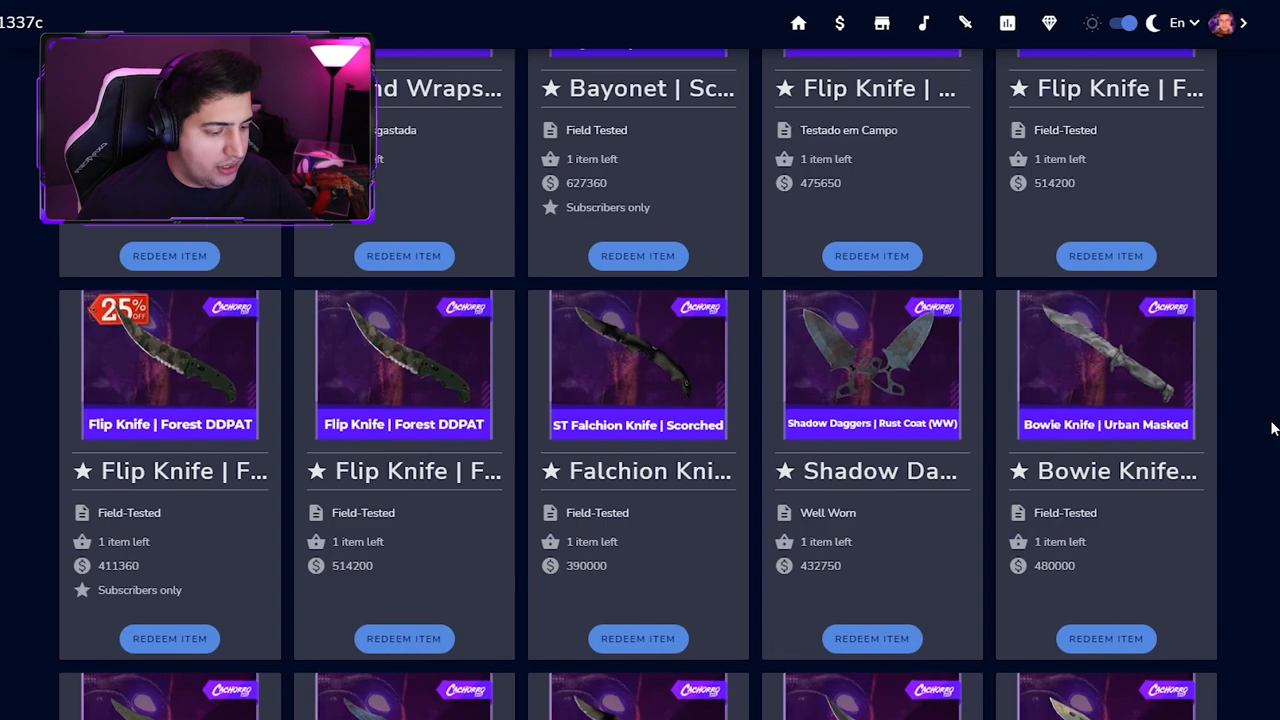 1337c
En
nd Wraps...
★ Bayonet | Sc...
★ Flip Knife | ...
★ Flip Knife | F...
gastada
Field Tested
Testado em Campo
Field-Tested
1 item left
1 item left
1 item left
627360
475650
514200
Subscribers only
REDEEM ITEM
REDEEM ITEM
REDEEM ITEM
REDEEM ITEM
REDEEM ITEM
25% OFF
CACHORRO
CACHORRO
CACHORRO
CACHORRO
CACHORRO
Flip Knife | Forest DDPAT
Flip Knife | Forest DDPAT
ST Falchion Knife | Scorched
Shadow Daggers | Rust Coat (WW)
Bowie Knife | Urban Masked
★ Flip Knife | F...
★ Flip Knife | F...
★ Falchion Kni...
★ Shadow Da...
★ Bowie Knife...
Field-Tested
Field-Tested
Field-Tested
Well Worn
Field-Tested
1 item left
1 item left
1 item left
1 item left
1 item left
411360
514200
390000
432750
480000
Subscribers only
REDEEM ITEM
REDEEM ITEM
REDEEM ITEM
REDEEM ITEM
REDEEM ITEM
CACHORRO
CACHORRO
CACHORRO
CACHORRO
CACHORRO